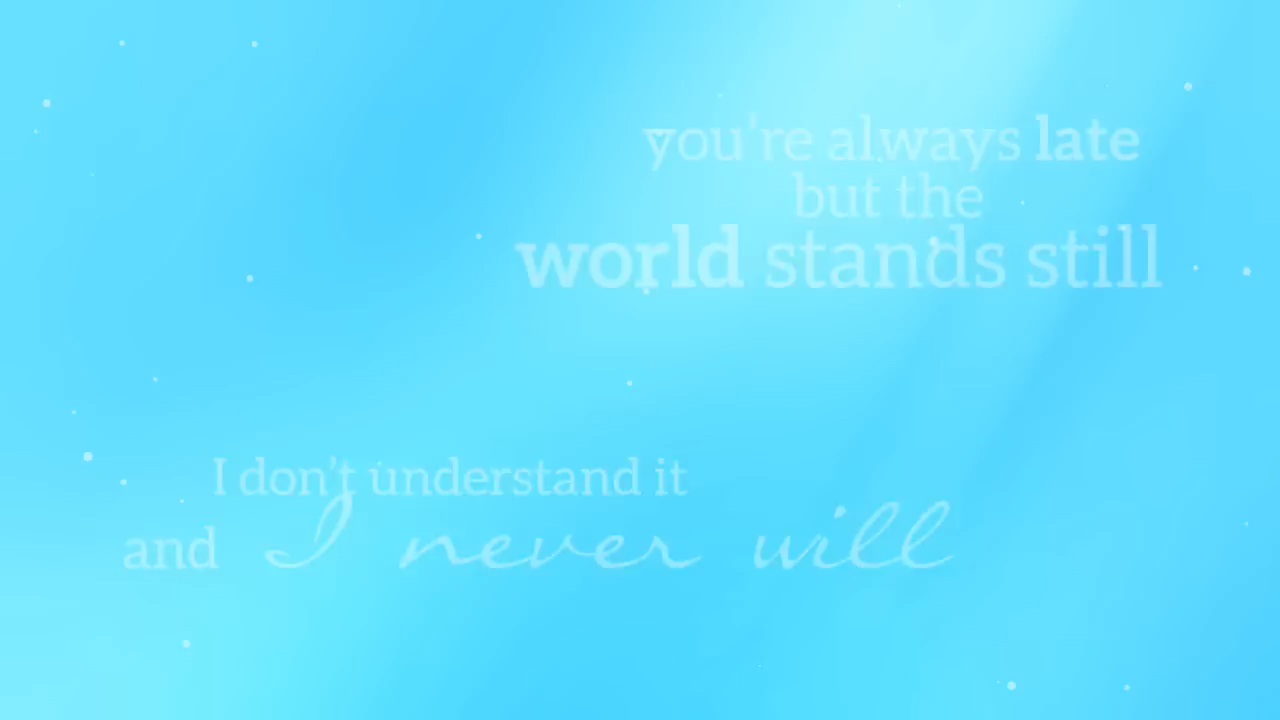 you're always late
but the
world stands still
I don't understand it
and I never will